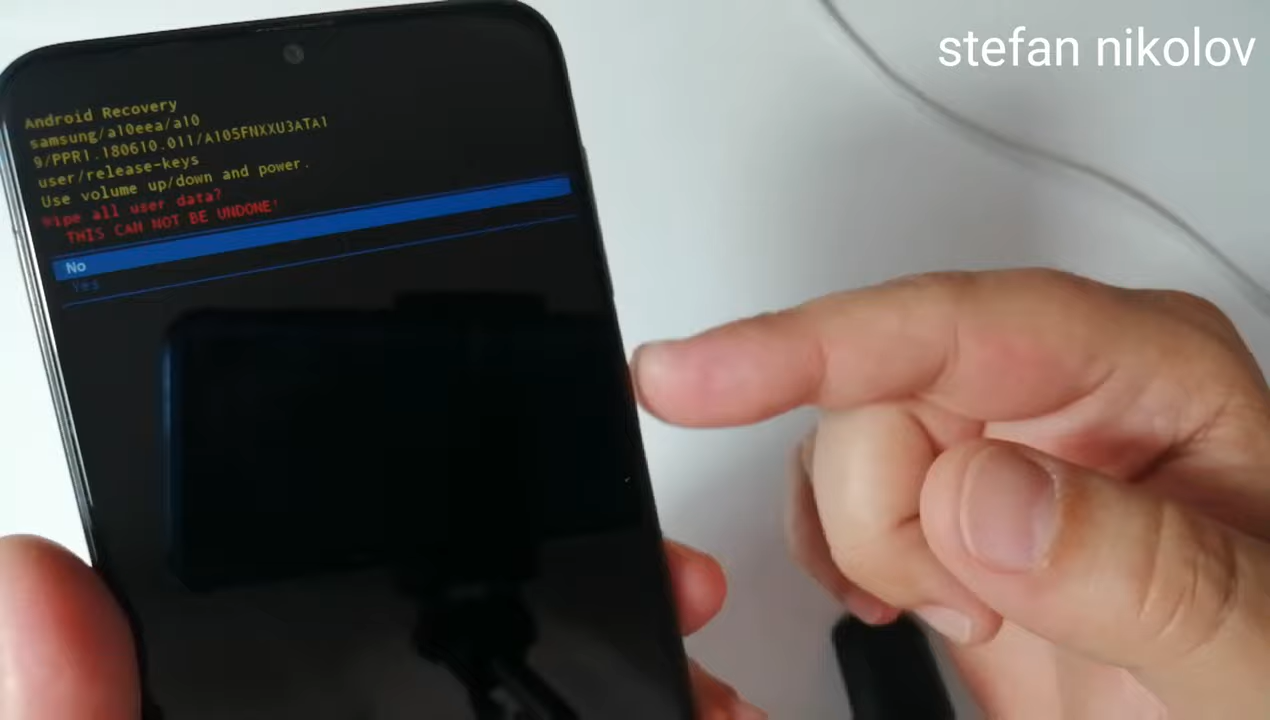 stefan nikolov
Android Recovery
samsung/a10eea/a10
9/PPR1.180610.011/A105FNXXU3ATA1
user/release-keys
Use volume up/down and power.
Wipe all user data?
THIS CAN NOT BE UNDONE!
No
Yes